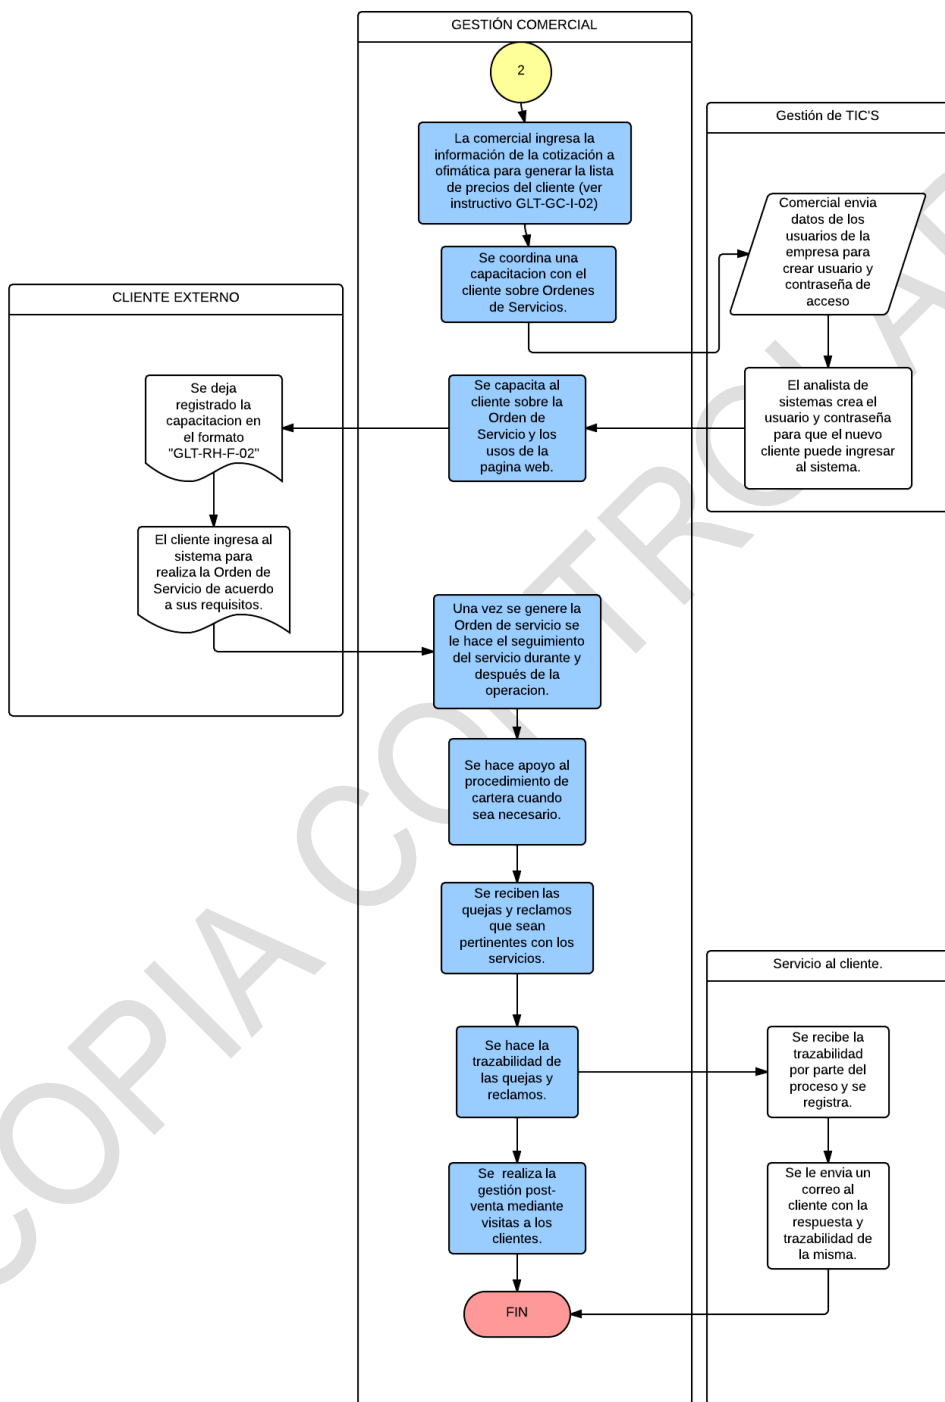 GESTIÓN COMERCIAL
2
La comercial ingresa la
información de la cotización a
ofimática para generar la lista
de precios del cliente (ver
instructivo GLT-GC-I-02)
Se coordina una
capacitacion con el
cliente sobre Ordenes
de Servicios.
Gestión de TIC'S
Comercial envia
datos de los
usuarios de la
empresa para
crear usuario y
contraseña de
acceso
El analista de
sistemas crea el
usuario y contraseña
para que el nuevo
cliente puede ingresar
al sistema.
Se capacita al
cliente sobre la
Orden de
Servicio y los
usos de la
pagina web.
CLIENTE EXTERNO
Se deja
registrado la
capacitacion en
el formato
"GLT-RH-F-02"
El cliente ingresa al
sistema para
realiza la Orden de
Servicio de acuerdo
a sus requisitos.
Una vez se genere la
Orden de servicio se
le hace el seguimiento
del servicio durante y
después de la
operacion.
Se hace apoyo al
procedimiento de
cartera cuando
sea necesario.
Se reciben las
quejas y reclamos
que sean
pertinentes con los
servicios.
Se hace la
trazabilidad de
las quejas y
reclamos.
Servicio al cliente.
Se recibe la
trazabilidad
por parte del
proceso y se
registra.
Se le envia un
correo al
cliente con la
respuesta y
trazabilidad de
la misma.
Se  realiza la
gestión post-
venta mediante
visitas a los
clientes.
FIN
COPIA CONTROLAD